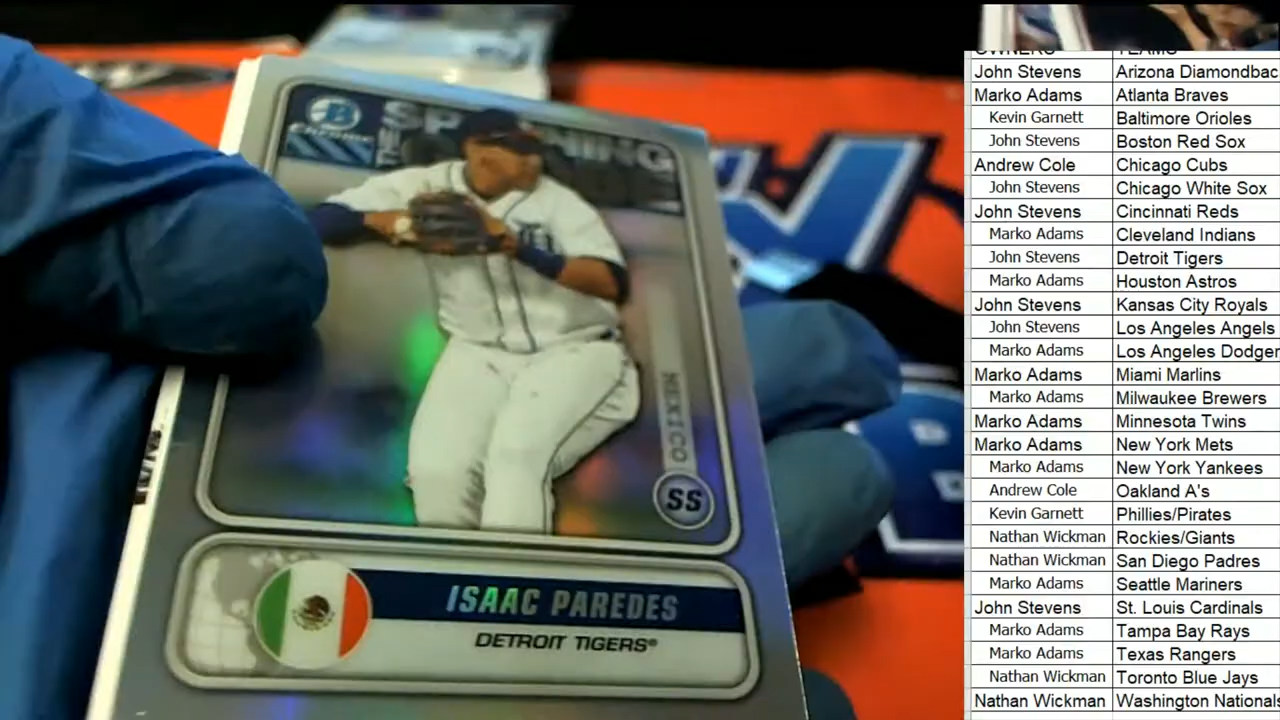 B
Chrome
SPANNING
THE
MEXICO
SS
ISAAC PAREDES
DETROIT TIGERS®
OWNERS TEAMS
John Stevens Arizona Diamondbac
Marko Adams Atlanta Braves
Kevin Garnett Baltimore Orioles
John Stevens Boston Red Sox
Andrew Cole Chicago Cubs
John Stevens Chicago White Sox
John Stevens Cincinnati Reds
Marko Adams Cleveland Indians
John Stevens Detroit Tigers
Marko Adams Houston Astros
John Stevens Kansas City Royals
John Stevens Los Angeles Angels
Marko Adams Los Angeles Dodger
Marko Adams Miami Marlins
Marko Adams Milwaukee Brewers
Marko Adams Minnesota Twins
Marko Adams New York Mets
Marko Adams New York Yankees
Andrew Cole Oakland A's
Kevin Garnett Phillies/Pirates
Nathan Wickman Rockies/Giants
Nathan Wickman San Diego Padres
Marko Adams Seattle Mariners
John Stevens St. Louis Cardinals
Marko Adams Tampa Bay Rays
Marko Adams Texas Rangers
Nathan Wickman Toronto Blue Jays
Nathan Wickman Washington Nationals